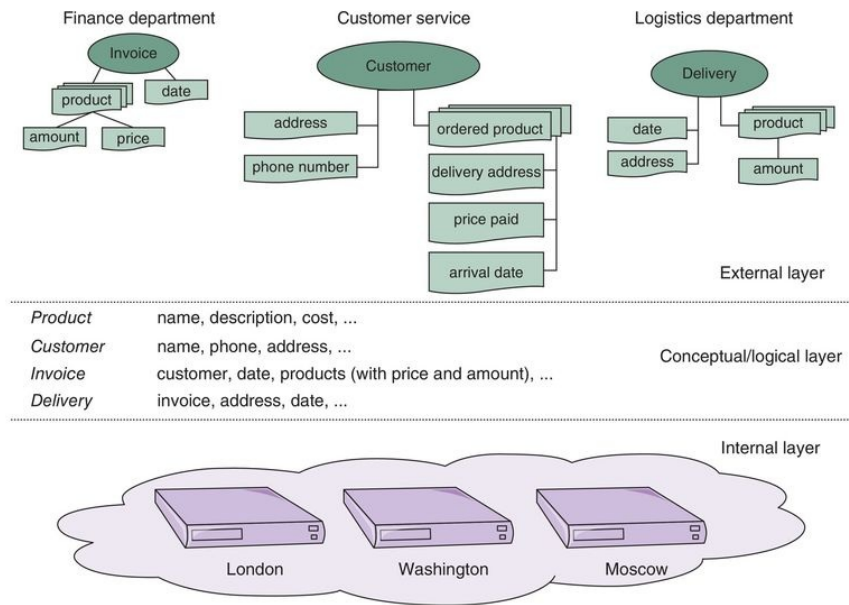 Finance department
Customer service
Logistics department
Invoice
product
date
amount
price
Customer
address
phone number
ordered product
delivery address
price paid
arrival date
Delivery
date
address
product
amount
External layer
Product name, description, cost, ...
Customer name, phone, address, ...
Invoice customer, date, products (with price and amount), ...
Delivery invoice, address, date, ...
Conceptual/logical layer
Internal layer
London
Washington
Moscow